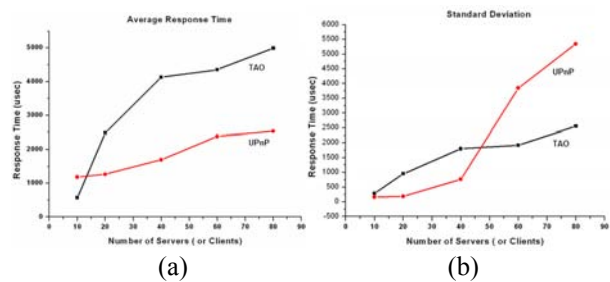 Average Response Time
5000
4000
3000
2000
1000
0
Response Time (usec)
TAO
UPnP
0 10 20 30 40 50 60 70 80 90
Number of Servers ( or Clients)
(a)
Standard Deviation
6000
5500
5000
4500
4000
3500
3000
2500
2000
1500
1000
500
0
-500
Response Time (usec)
UPnP
TAO
0 10 20 30 40 50 60 70 80 90
Number of Servers ( or Clients)
(b)